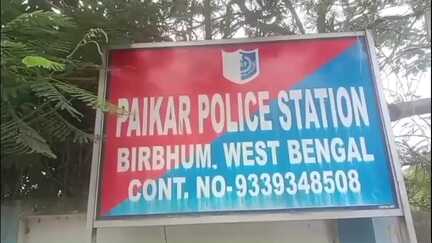 PAIKAR POLICE STATION
BIRBHUM. WEST BENGAL
CONT. NO-9339348508